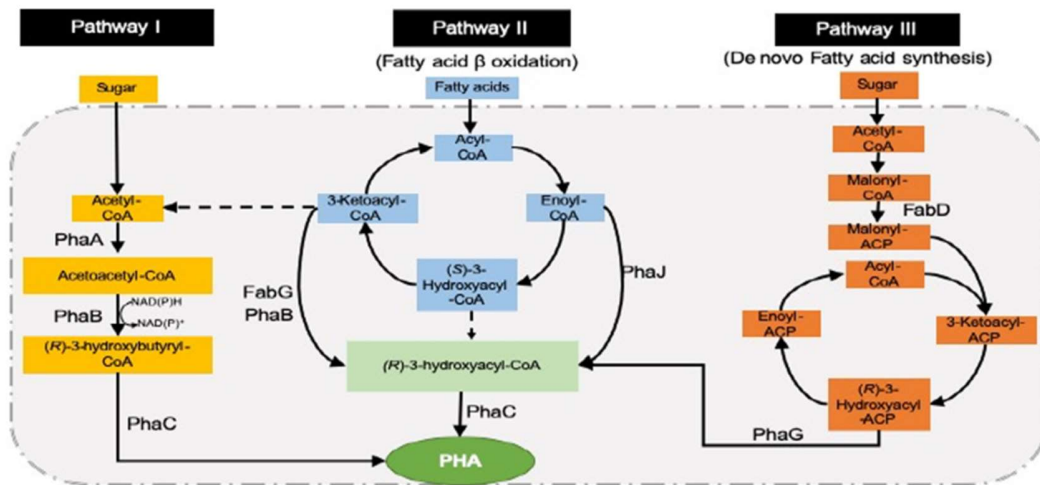 Pathway I
Sugar
Acetyl-
CoA
PhaA
Acetoacetyl-CoA
PhaB
NAD(P)H
NAD(P)⁺
(R)-3-hydroxybutyryl-
CoA
PhaC
Pathway II
(Fatty acid β oxidation)
Fatty acids
Acyl-
CoA
3-Ketoacyl-
CoA
Enoyl-
CoA
(S)-3-
Hydroxyacyl
-CoA
FabG
PhaB
PhaJ
(R)-3-hydroxyacyl-CoA
PhaC
PHA
Pathway III
(De novo Fatty acid synthesis)
Sugar
Acetyl-
CoA
Malonyl-
CoA
FabD
Malonyl-
ACP
Acyl-
CoA
Enoyl-
ACP
3-Ketoacyl-
ACP
(R)-3-
Hydroxyacyl
-ACP
PhaG